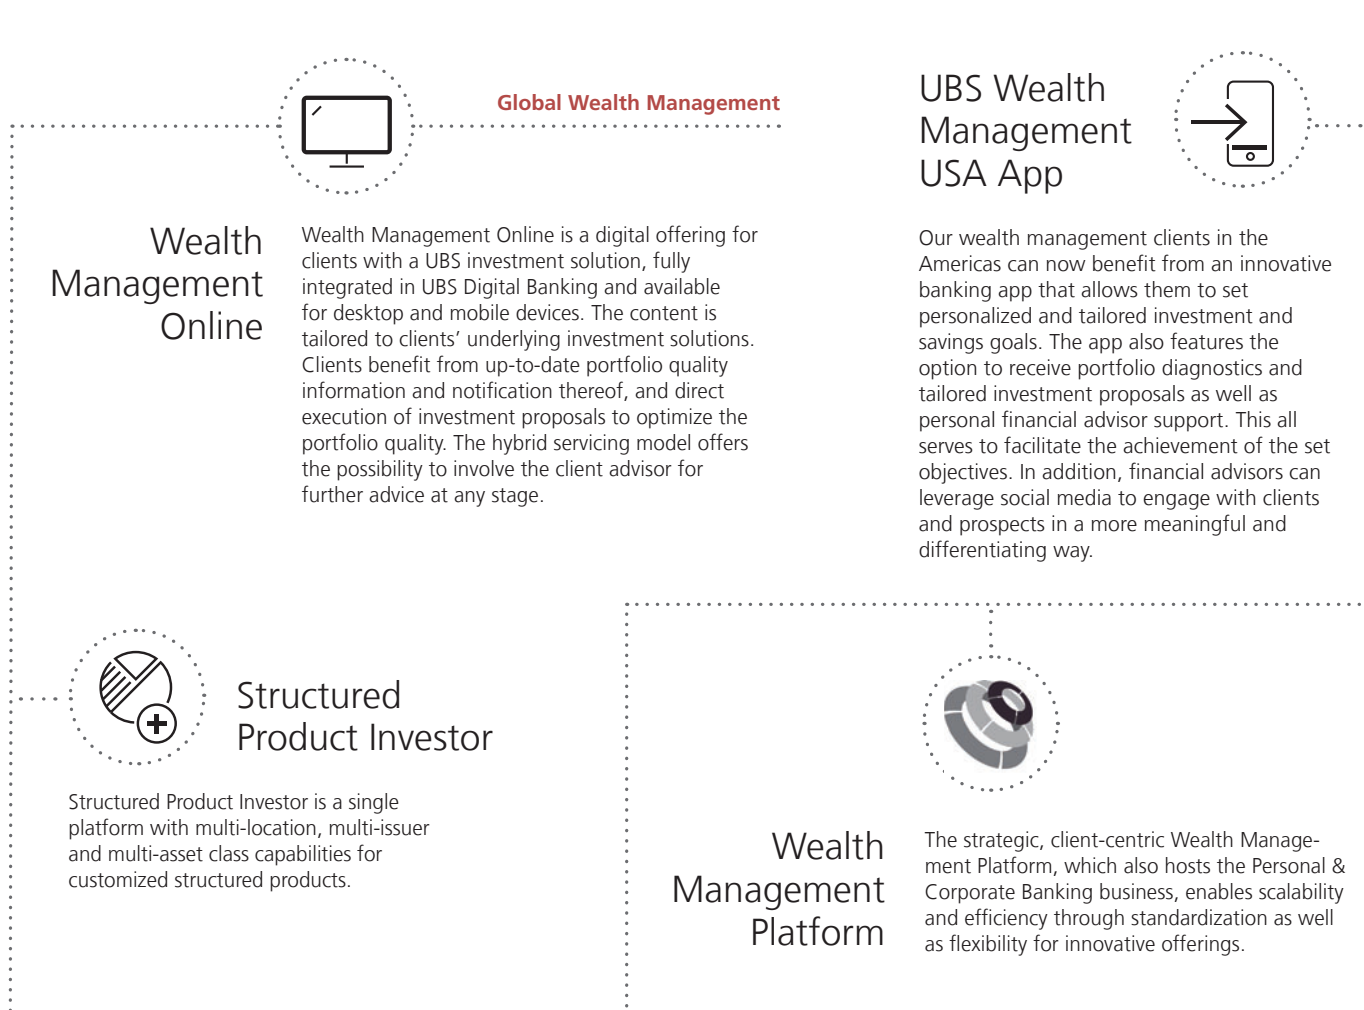 Global Wealth Management
Wealth
Management
Online
Wealth Management Online is a digital offering for
clients with a UBS investment solution, fully
integrated in UBS Digital Banking and available
for desktop and mobile devices. The content is
tailored to clients’ underlying investment solutions.
Clients benefit from up-to-date portfolio quality
information and notification thereof, and direct
execution of investment proposals to optimize the
portfolio quality. The hybrid servicing model offers
the possibility to involve the client advisor for
further advice at any stage.
UBS Wealth
Management
USA App
Our wealth management clients in the
Americas can now benefit from an innovative
banking app that allows them to set
personalized and tailored investment and
savings goals. The app also features the
option to receive portfolio diagnostics and
tailored investment proposals as well as
personal financial advisor support. This all
serves to facilitate the achievement of the set
objectives. In addition, financial advisors can
leverage social media to engage with clients
and prospects in a more meaningful and
differentiating way.
Structured
Product Investor
Structured Product Investor is a single
platform with multi-location, multi-issuer
and multi-asset class capabilities for
customized structured products.
Wealth
Management
Platform
The strategic, client-centric Wealth Manage-
ment Platform, which also hosts the Personal &
Corporate Banking business, enables scalability
and efficiency through standardization as well
as flexibility for innovative offerings.